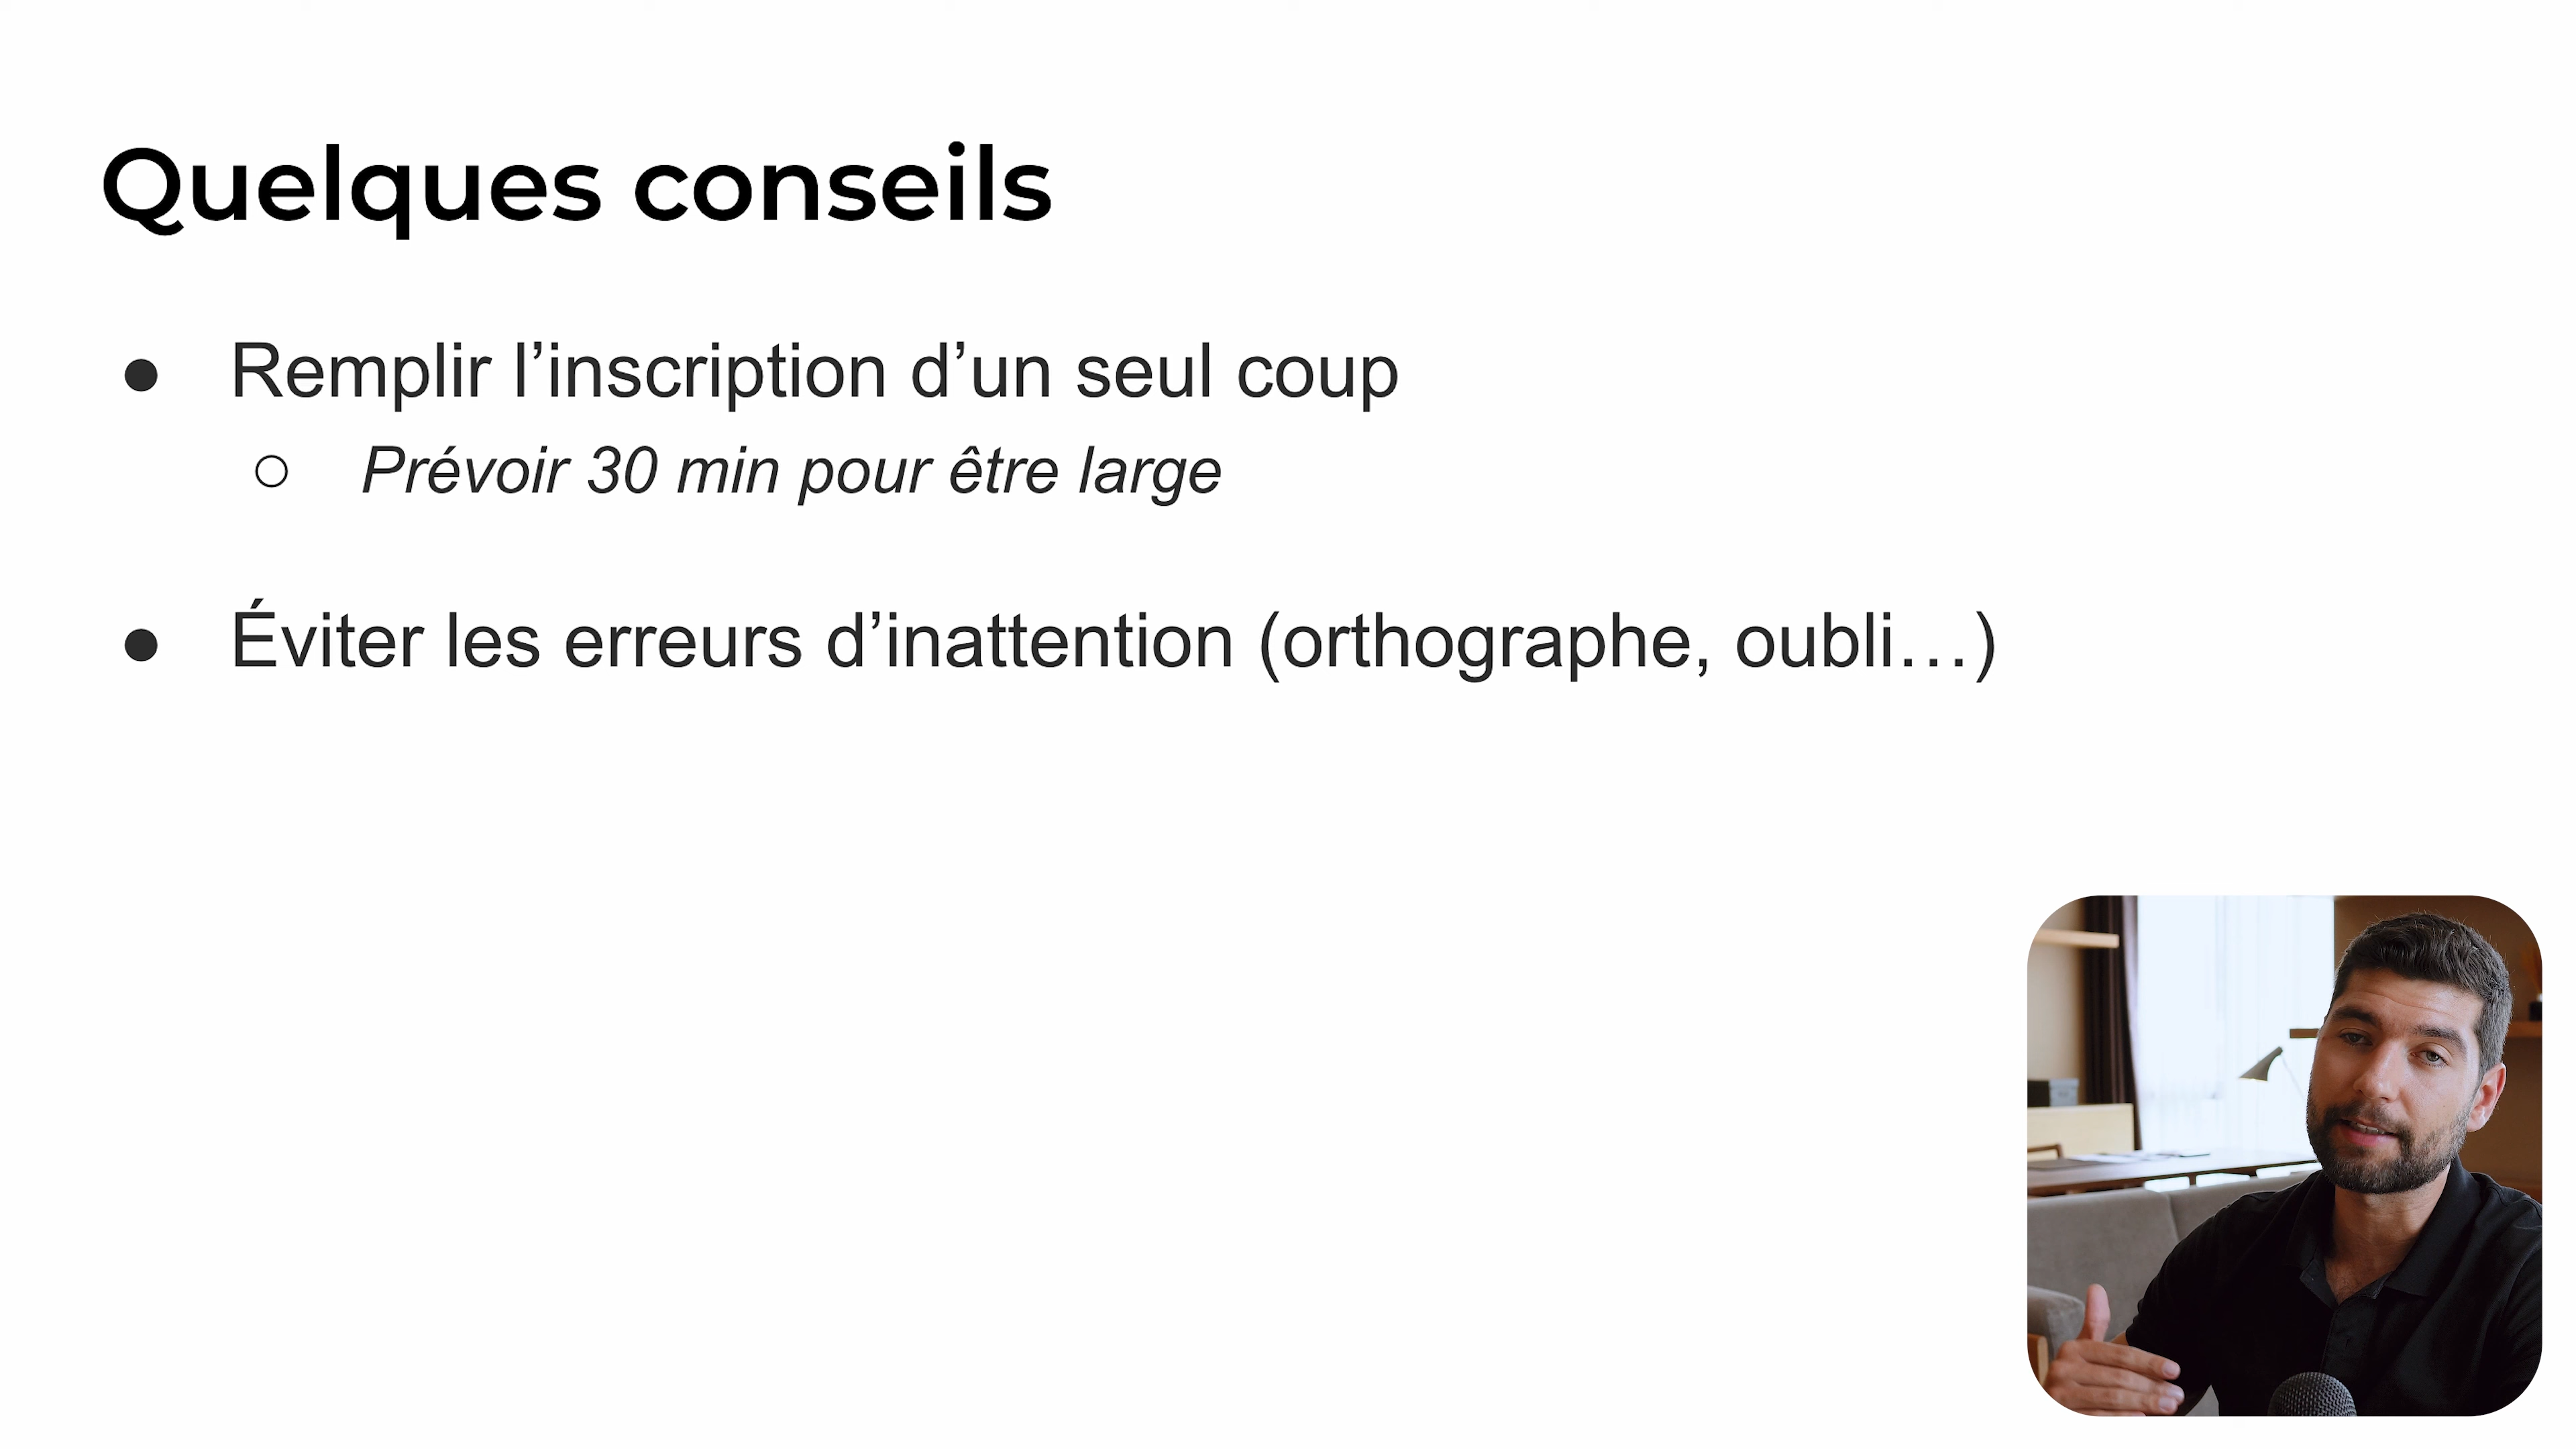 Quelques conseils
● Remplir l’inscription d’un seul coup
○ Prévoir 30 min pour être large
● Éviter les erreurs d’inattention (orthographe, oubli…)